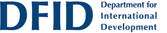 DFID Department for
International
Development